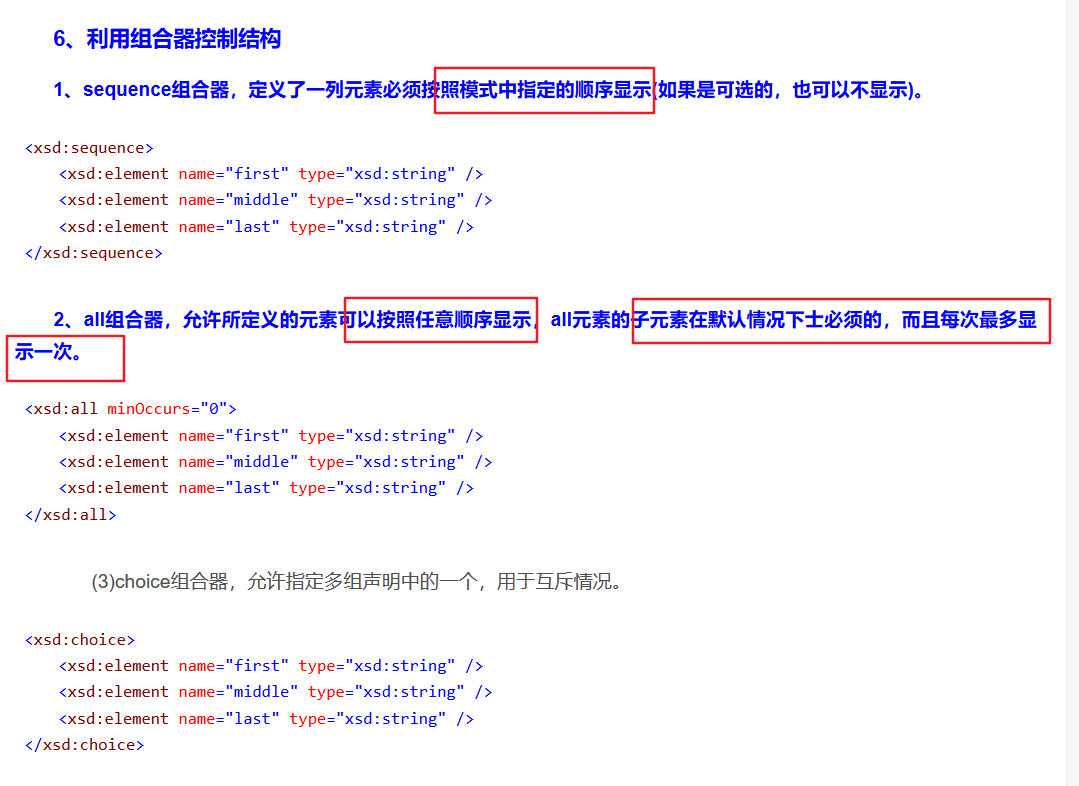 6、利用组合器控制结构
1、sequence组合器，定义了一列元素必须按照模式中指定的顺序显示(如果是可选的，也可以不显示)。
<xsd:sequence>
<xsd:element name="first" type="xsd:string" />
<xsd:element name="middle" type="xsd:string" />
<xsd:element name="last" type="xsd:string" />
</xsd:sequence>
2、all组合器，允许所定义的元素可以按照任意顺序显示，all元素的子元素在默认情况下士必须的，而且每次最多显
示一次。
<xsd:all minOccurs="0">
<xsd:element name="first" type="xsd:string" />
<xsd:element name="middle" type="xsd:string" />
<xsd:element name="last" type="xsd:string" />
</xsd:all>
(3)choice组合器，允许指定多组声明中的一个，用于互斥情况。
<xsd:choice>
<xsd:element name="first" type="xsd:string" />
<xsd:element name="middle" type="xsd:string" />
<xsd:element name="last" type="xsd:string" />
</xsd:choice>